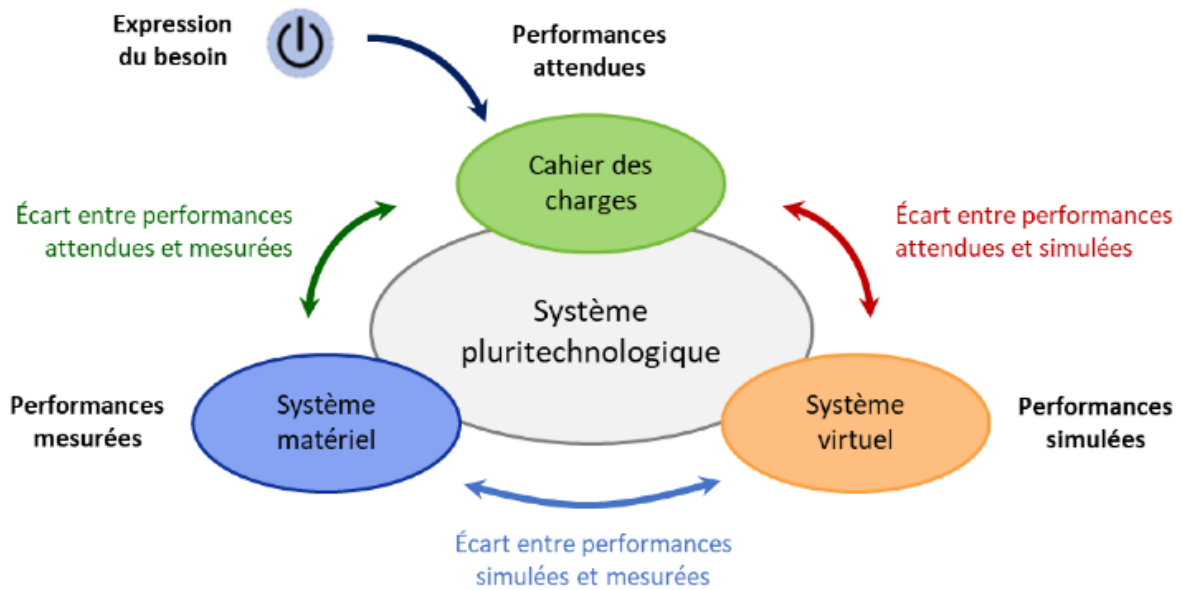 Expression
du besoin
Performances
attendues
Cahier des
charges
Écart entre performances
attendues et mesurées
Écart entre performances
attendues et simulées
Système
pluritechnologique
Performances
mesurées
Système
matériel
Système
virtuel
Performances
simulées
Écart entre performances
simulées et mesurées